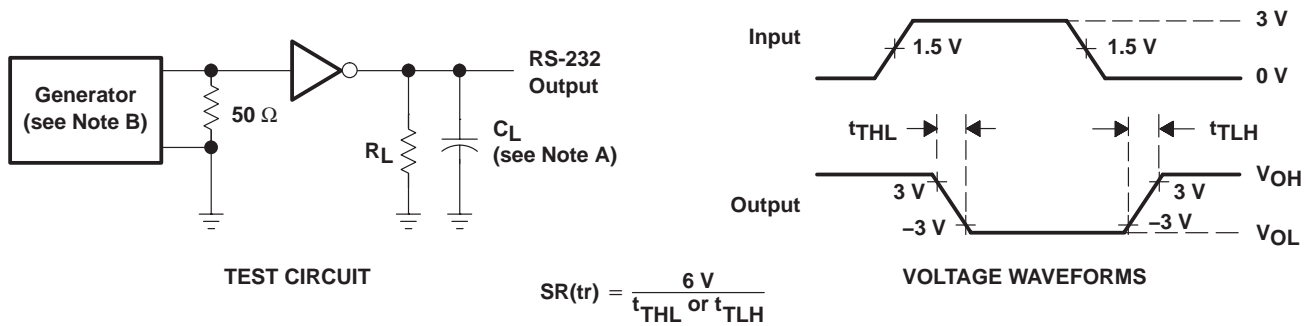 Generator
(see Note B)
50 Ω
RS-232
Output
RL
CL
(see Note A)
TEST CIRCUIT
Input
1.5 V
1.5 V
3 V
0 V
tTHL
tTLH
Output
3 V
–3 V
3 V
–3 V
VOH
VOL
VOLTAGE WAVEFORMS
SR(tr) = 6 V
tTHL or tTLH